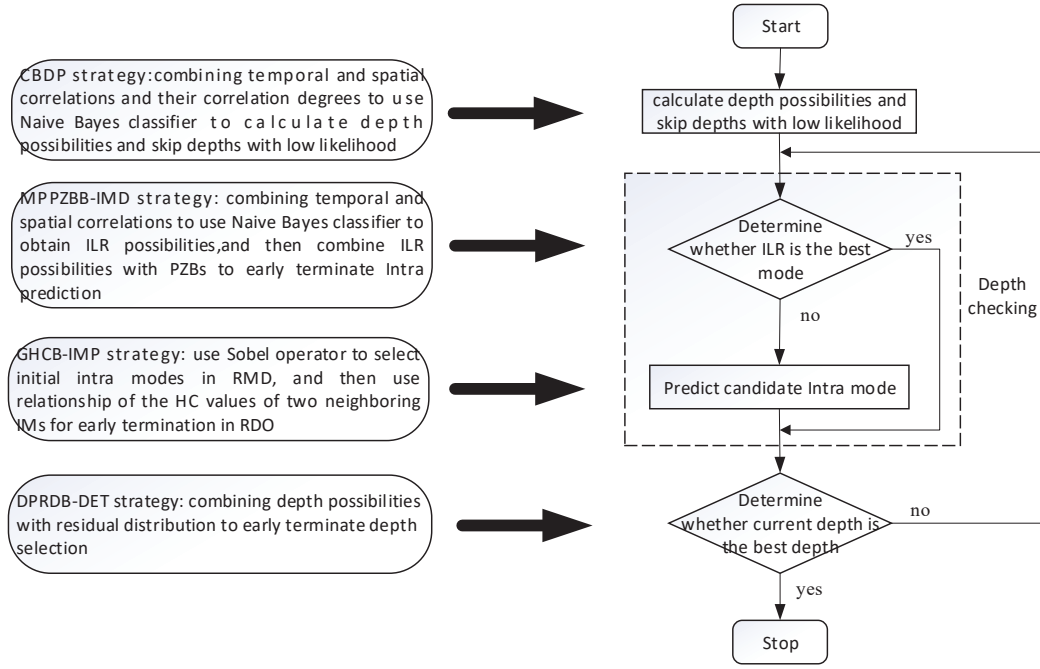 Start
CBDP strategy:combining temporal and spatial
correlations and their correlation degrees to use
Naive Bayes classifier to calculate depth
possibilities and skip depths with low likelihood
calculate depth possibilities and
skip depths with low likelihood
MPPZBB-IMD strategy: combining temporal and
spatial correlations to use Naive Bayes classifier to
obtain ILR possibilities,and then combine ILR
possibilities with PZBs to early terminate Intra
prediction
Determine
whether ILR is the best
mode
yes
no
Depth
checking
GHCB-IMP strategy: use Sobel operator to select
initial intra modes in RMD, and then use
relationship of the HC values of two neighboring
IMs for early termination in RDO
Predict candidate Intra mode
DPRDB-DET strategy: combining depth possibilities
with residual distribution to early terminate depth
selection
Determine
whether current depth is
the best depth
no
yes
Stop